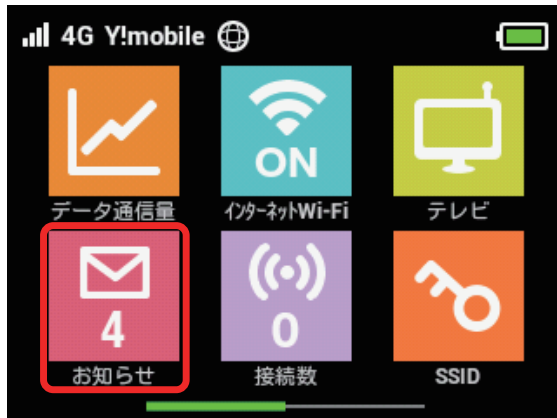 4G Y!mobile
ON
データ通信量
インターネットWi-Fi
テレビ
4
0
お知らせ
接続数
SSID